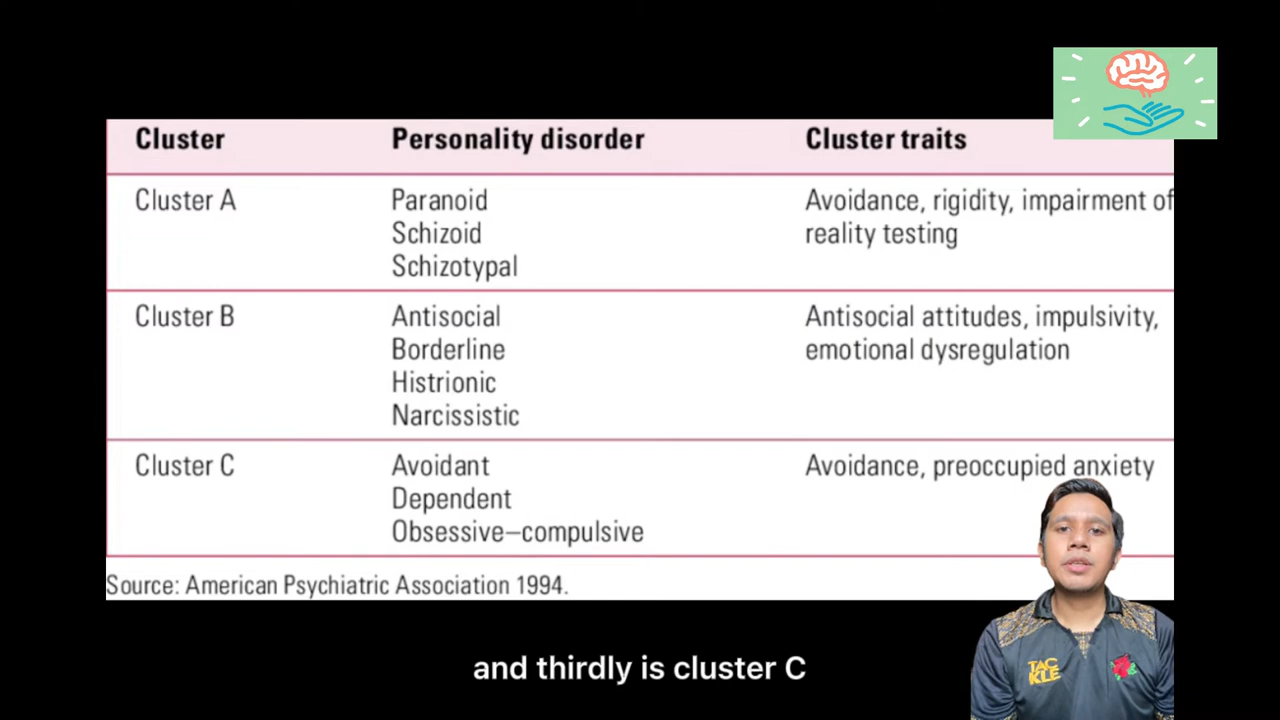 Cluster Personality disorder Cluster traits
Cluster A Paranoid Avoidance, rigidity, impairment of
Schizoid reality testing
Schizotypal
Cluster B Antisocial Antisocial attitudes, impulsivity,
Borderline emotional dysregulation
Histrionic
Narcissistic
Cluster C Avoidant Avoidance, preoccupied anxiety
Dependent
Obsessive–compulsive
Source: American Psychiatric Association 1994.
TAC
KLE
and thirdly is cluster C